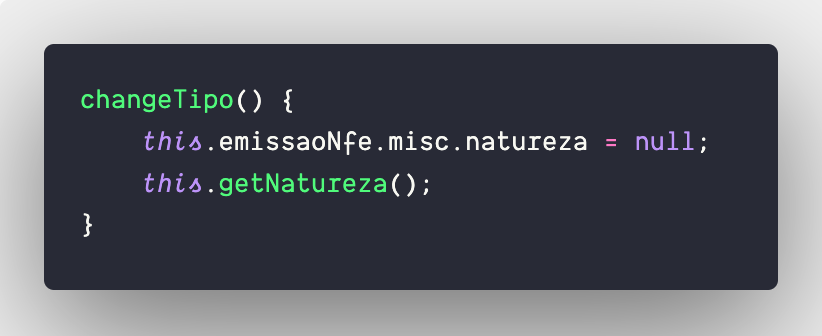 changeTipo() {
    this.emissaoNfe.misc.natureza = null;
    this.getNatureza();
}